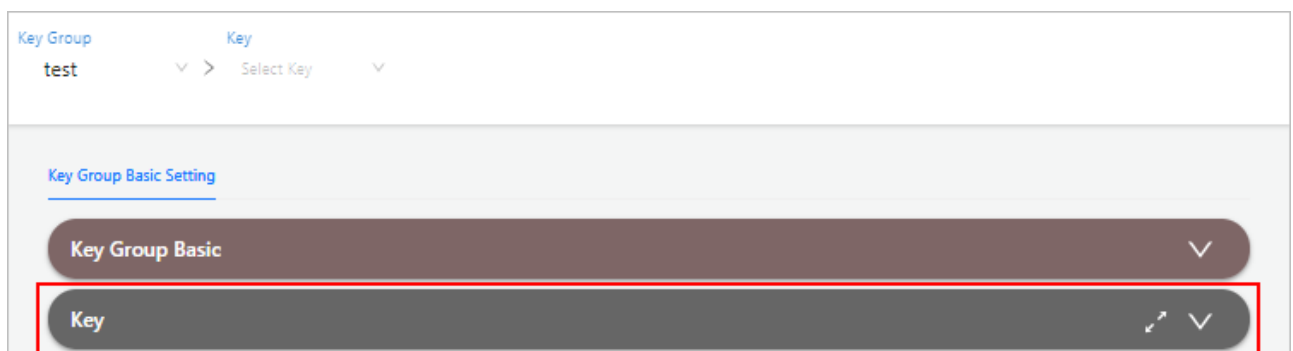 Key Group Key
test > Select Key
Key Group Basic Setting
Key Group Basic
Key